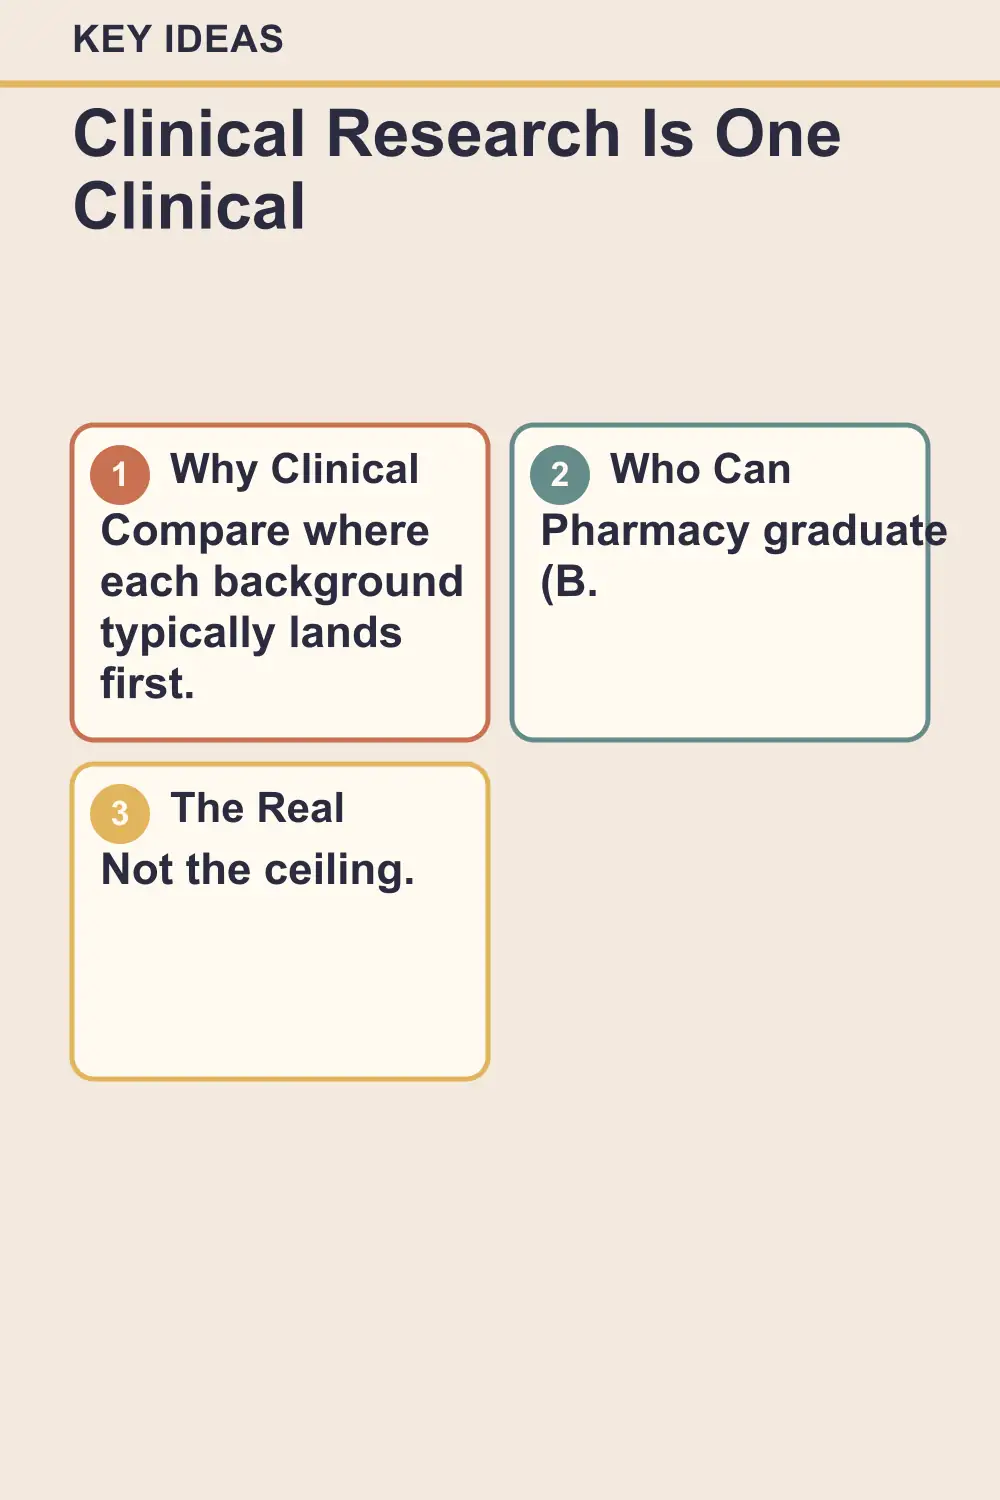 KEY IDEAS
Clinical Research Is One
Clinical
1 Why Clinical
Compare where
each background
typically lands
first.
2 Who Can
Pharmacy graduate
(B.
3 The Real
Not the ceiling.